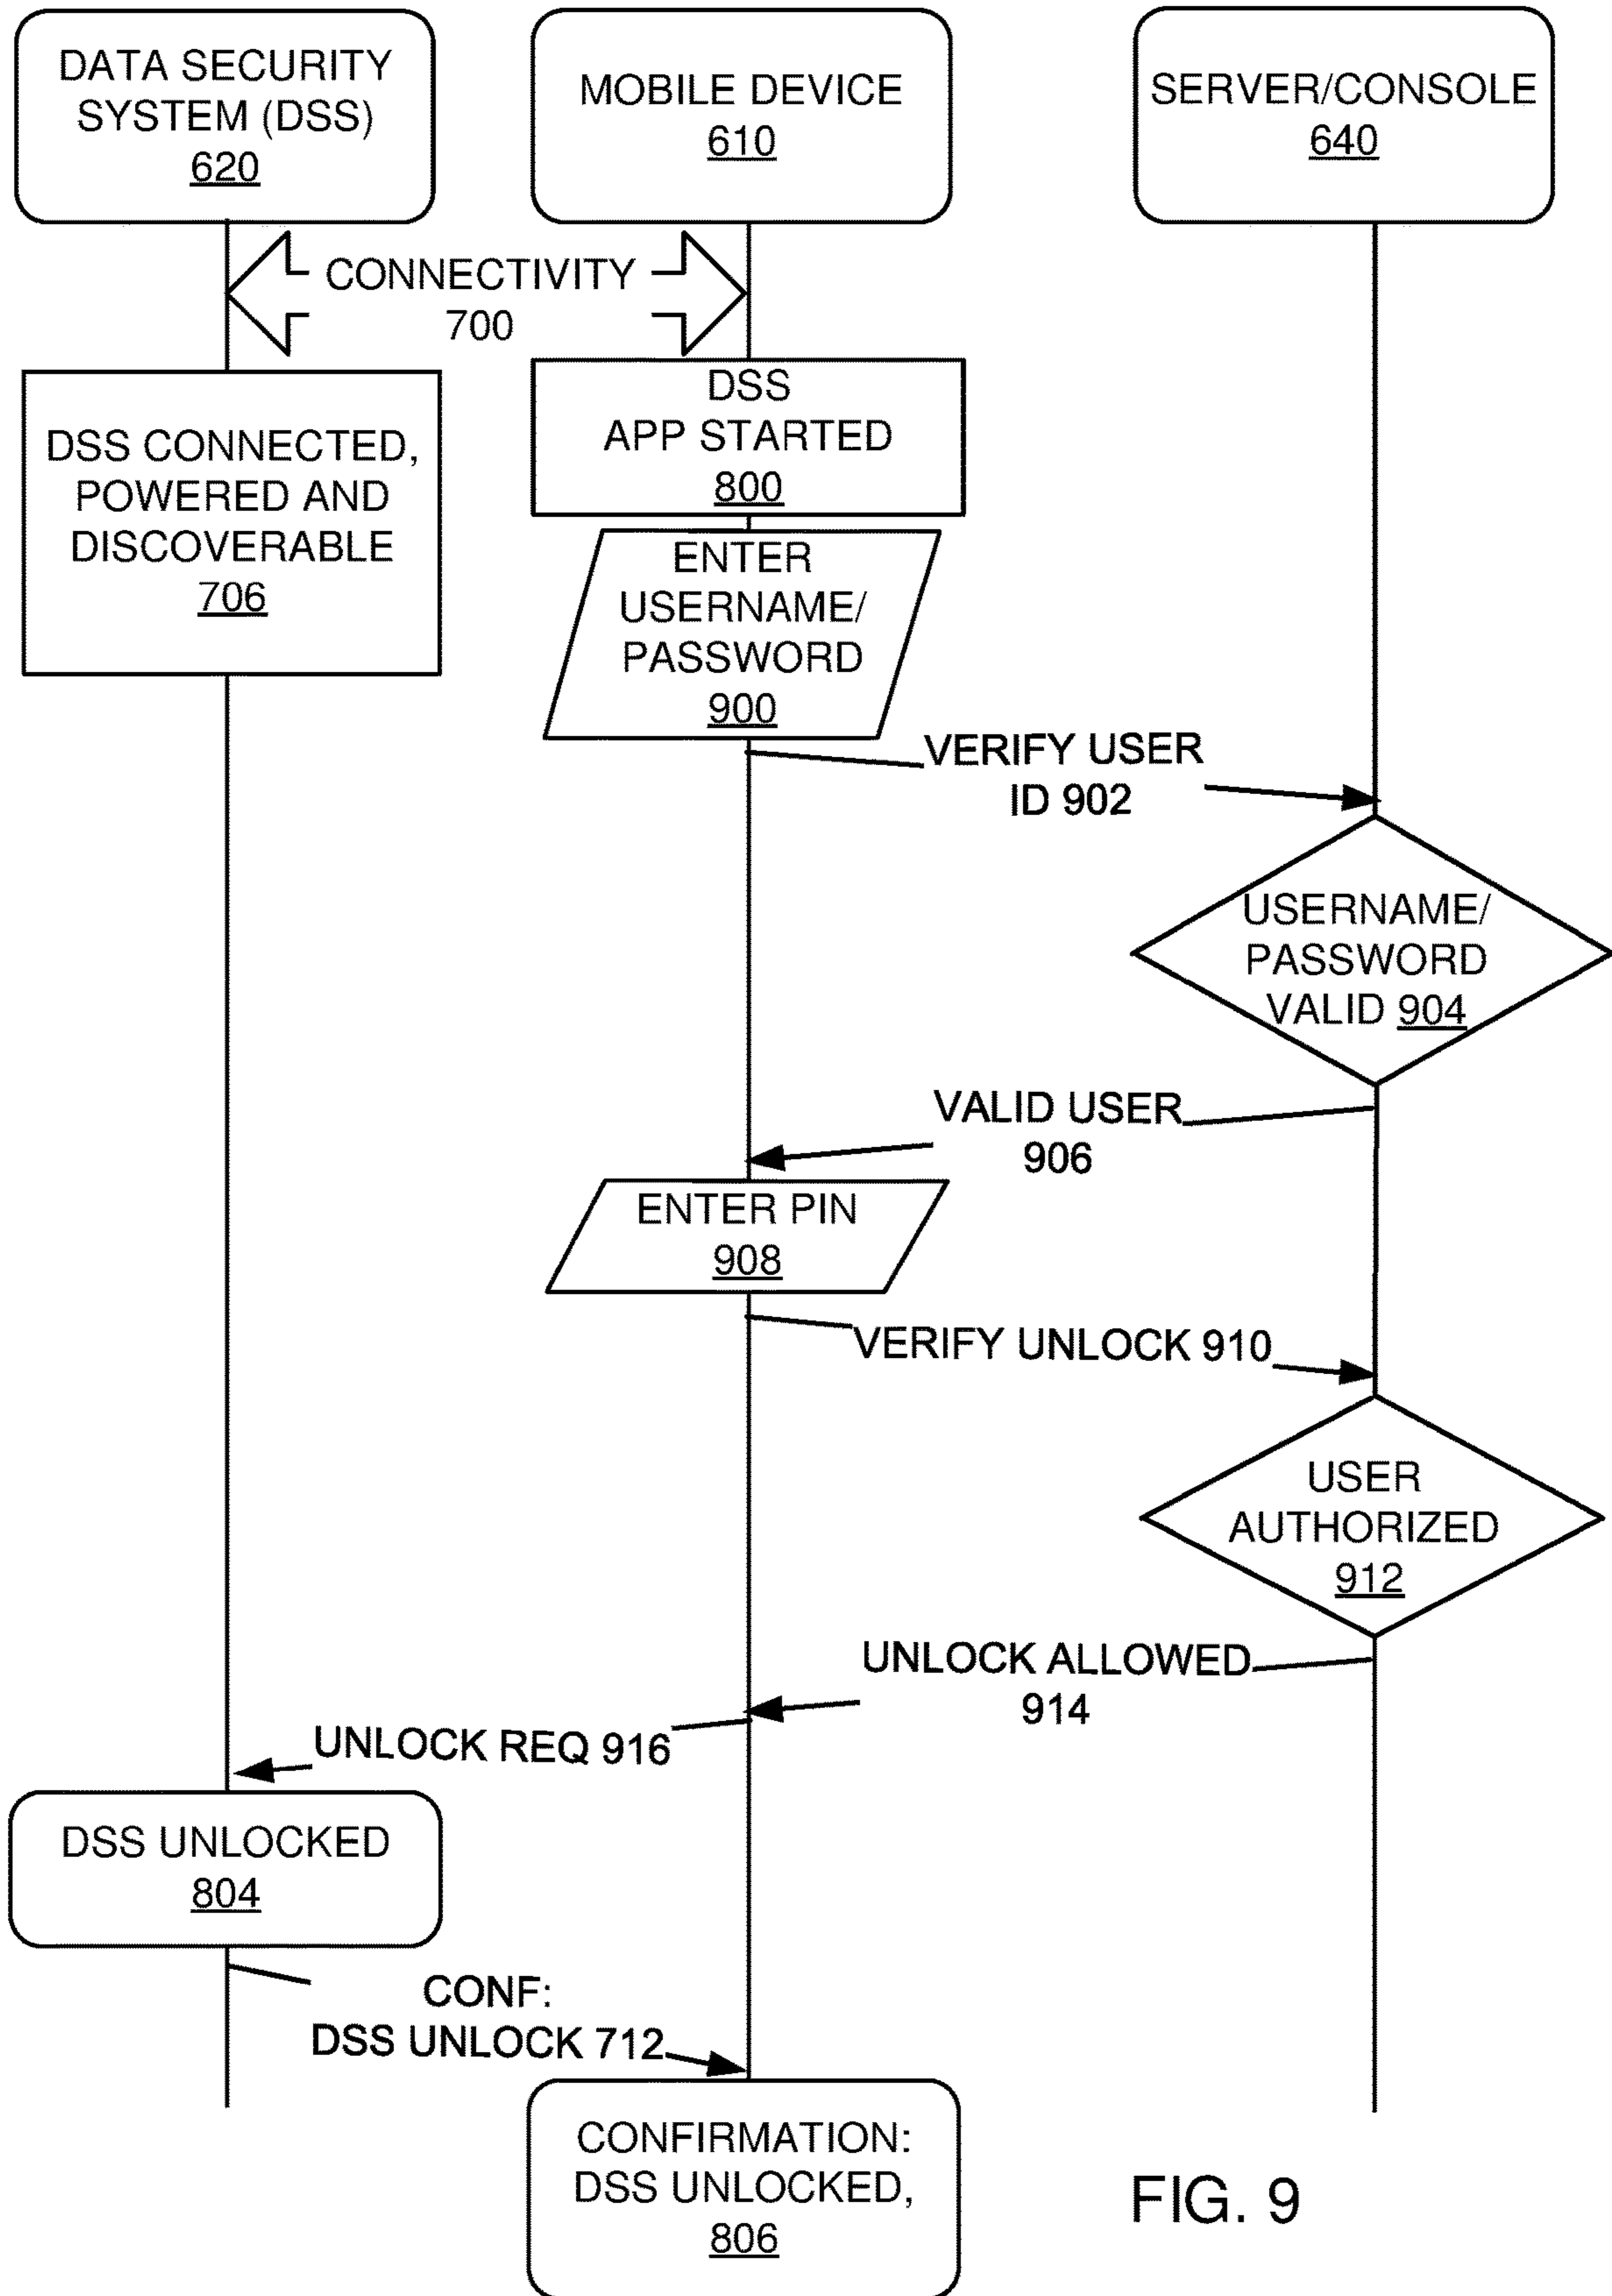 DATA SECURITY
SYSTEM (DSS)
620
MOBILE DEVICE
610
SERVER/CONSOLE
640
CONNECTIVITY
700
DSS CONNECTED,
POWERED AND
DISCOVERABLE
706
DSS
APP STARTED
800
ENTER
USERNAME/
PASSWORD
900
VERIFY USER
ID 902
USERNAME/
PASSWORD
VALID 904
VALID USER
906
ENTER PIN
908
VERIFY UNLOCK 910
USER
AUTHORIZED
912
UNLOCK ALLOWED
914
UNLOCK REQ 916
DSS UNLOCKED
804
CONF:
DSS UNLOCK 712
CONFIRMATION:
DSS UNLOCKED,
806
FIG. 9